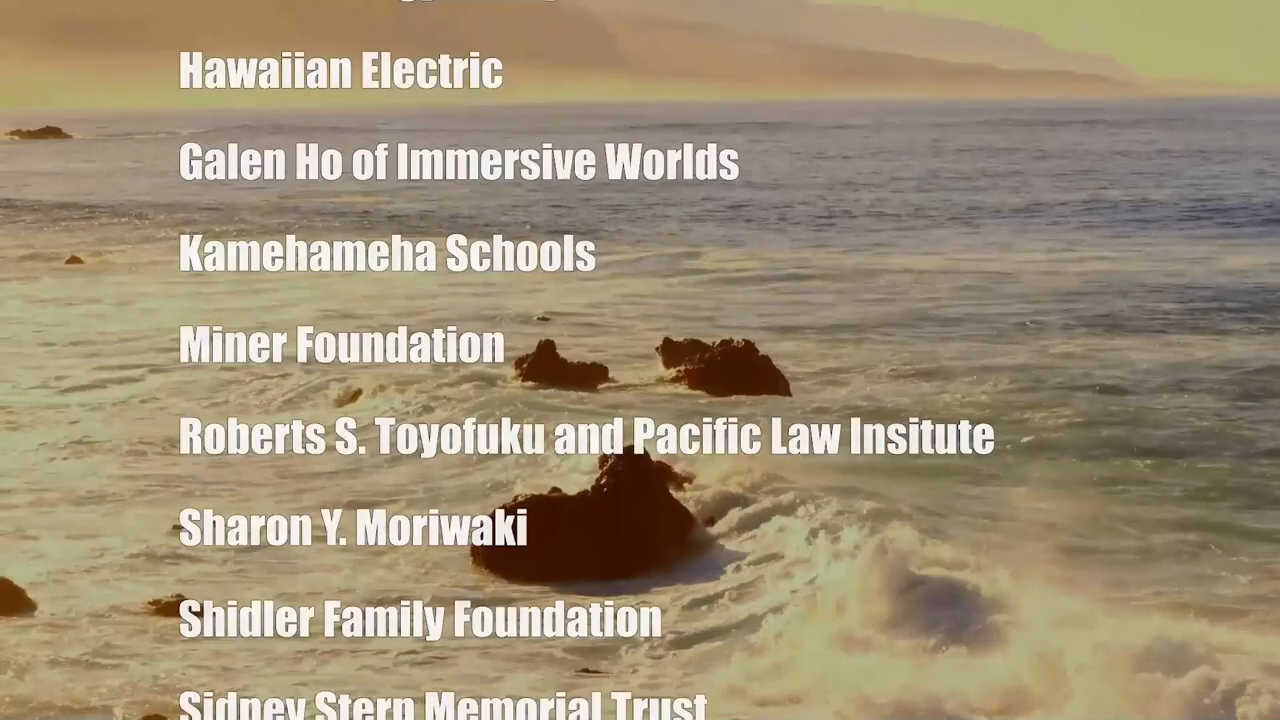 Hawaiian Electric
Galen Ho of Immersive Worlds
Kamehameha Schools
Miner Foundation
Roberts S. Toyofuku and Pacific Law Insitute
Sharon Y. Moriwaki
Shidler Family Foundation
Sidney Stern Memorial Trust